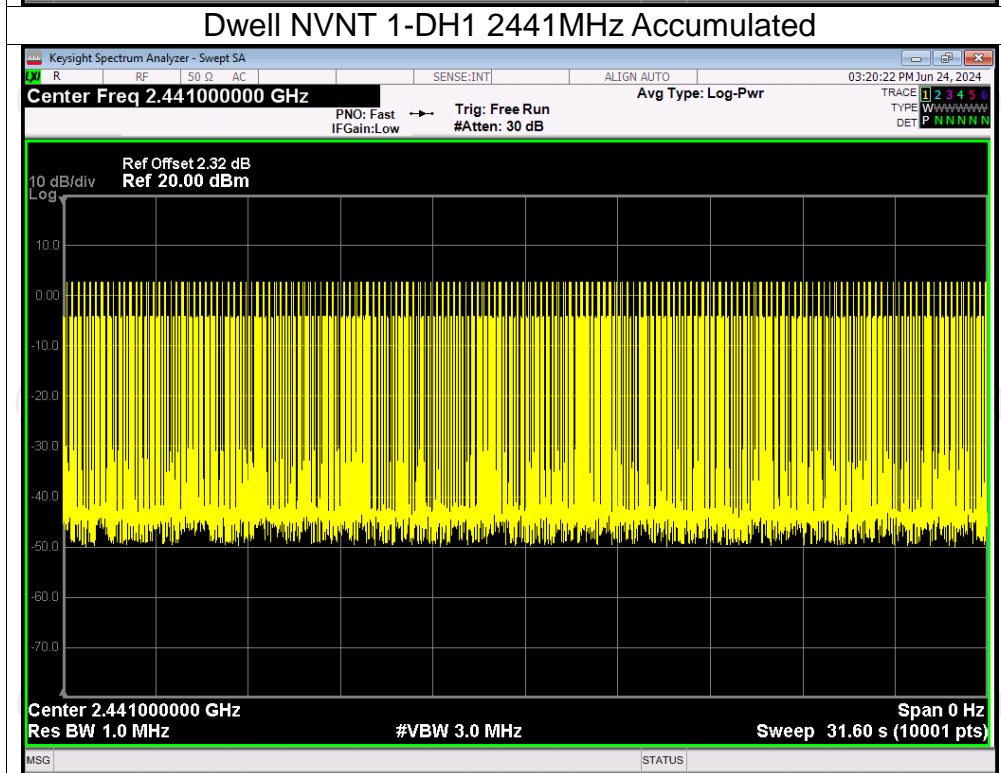 Dwell NVNT 1-DH1 2441MHz Accumulated
Keysight Spectrum Analyzer - Swept SA
LXI R RF 50 Ω AC SENSE:INT ALIGN AUTO 03:20:22 PM Jun 24, 2024
Center Freq 2.441000000 GHz Avg Type: Log-Pwr TRACE 1 2 3 4 5 6
PNO: Fast Trig: Free Run TYPE WWWWWW
IFGain:Low #Atten: 30 dB DET P N N N N N
Ref Offset 2.32 dB
10 dB/div Ref 20.00 dBm
Log
10.0
0.00
-10.0
-20.0
-30.0
-40.0
-50.0
-60.0
-70.0
Center 2.441000000 GHz Span 0 Hz
Res BW 1.0 MHz #VBW 3.0 MHz Sweep 31.60 s (10001 pts)
MSG STATUS